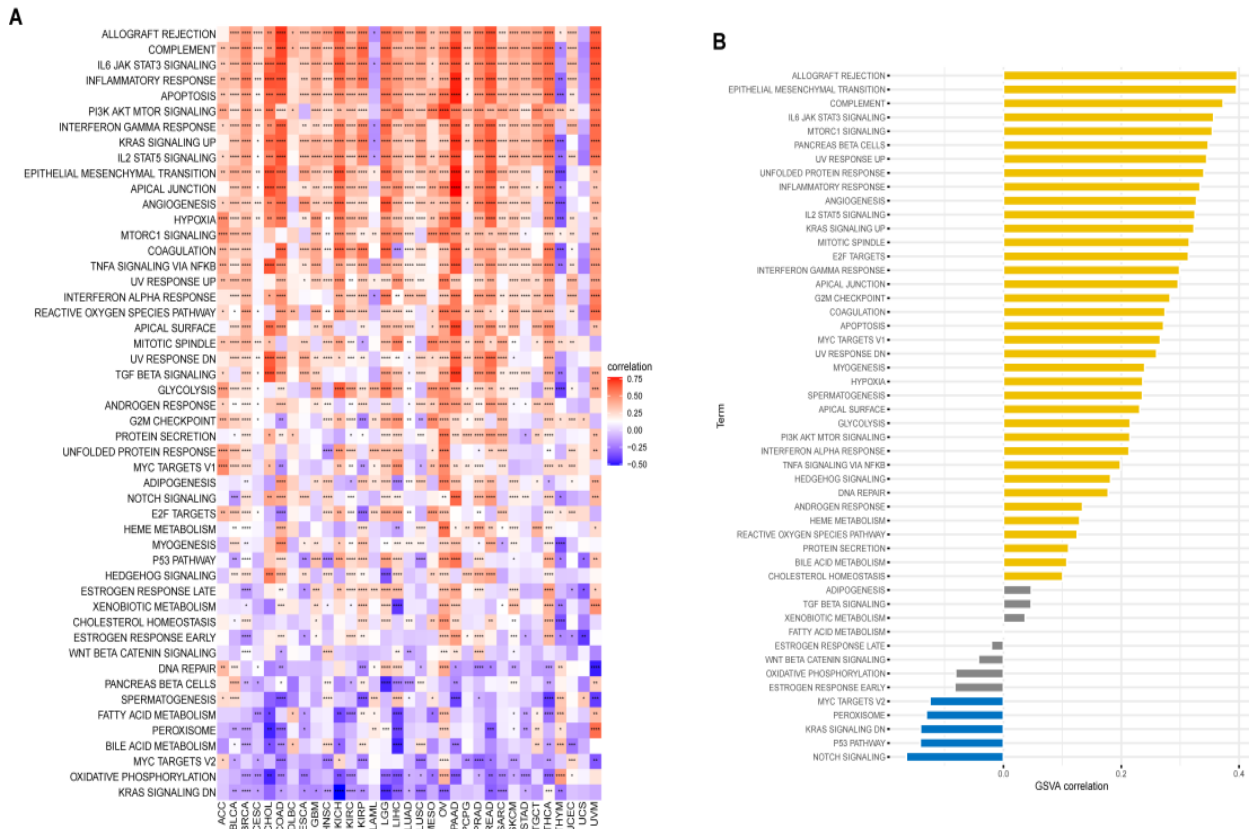 A
ALLOGRAFT REJECTION
COMPLEMENT
IL6 JAK STAT3 SIGNALING
INFLAMMATORY RESPONSE
APOPTOSIS
PI3K AKT MTOR SIGNALING
INTERFERON GAMMA RESPONSE
KRAS SIGNALING UP
IL2 STAT5 SIGNALING
EPITHELIAL MESENCHYMAL TRANSITION
APICAL JUNCTION
ANGIOGENESIS
HYPOXIA
MTORC1 SIGNALING
COAGULATION
TNFA SIGNALING VIA NFKB
UV RESPONSE UP
INTERFERON ALPHA RESPONSE
REACTIVE OXYGEN SPECIES PATHWAY
APICAL SURFACE
MITOTIC SPINDLE
UV RESPONSE DN
TGF BETA SIGNALING
GLYCOLYSIS
ANDROGEN RESPONSE
G2M CHECKPOINT
PROTEIN SECRETION
UNFOLDED PROTEIN RESPONSE
MYC TARGETS V1
ADIPOGENESIS
NOTCH SIGNALING
E2F TARGETS
HEME METABOLISM
MYOGENESIS
P53 PATHWAY
HEDGEHOG SIGNALING
ESTROGEN RESPONSE LATE
XENOBIOTIC METABOLISM
CHOLESTEROL HOMEOSTASIS
ESTROGEN RESPONSE EARLY
WNT BETA CATENIN SIGNALING
DNA REPAIR
PANCREAS BETA CELLS
SPERMATOGENESIS
FATTY ACID METABOLISM
PEROXISOME
BILE ACID METABOLISM
MYC TARGETS V2
OXIDATIVE PHOSPHORYLATION
KRAS SIGNALING DN
ACC
BLCA
BRCA
CESC
CHOL
COAD
DLBC
ESCA
GBM
HNSC
KICH
KIRC
KIRP
LAML
LGG
LIHC
LUAD
LUSC
MESO
OV
PAAD
PCPG
PRAD
READ
SARC
SKCM
STAD
TGCT
THCA
THYM
UCEC
UCS
UVM
correlation
0.75
0.50
0.25
0.00
−0.25
−0.50
B
Term
ALLOGRAFT REJECTION
EPITHELIAL MESENCHYMAL TRANSITION
COMPLEMENT
IL6 JAK STAT3 SIGNALING
MTORC1 SIGNALING
PANCREAS BETA CELLS
UV RESPONSE UP
UNFOLDED PROTEIN RESPONSE
INFLAMMATORY RESPONSE
ANGIOGENESIS
IL2 STAT5 SIGNALING
KRAS SIGNALING UP
MITOTIC SPINDLE
E2F TARGETS
INTERFERON GAMMA RESPONSE
APICAL JUNCTION
G2M CHECKPOINT
COAGULATION
APOPTOSIS
MYC TARGETS V1
UV RESPONSE DN
MYOGENESIS
HYPOXIA
SPERMATOGENESIS
APICAL SURFACE
GLYCOLYSIS
PI3K AKT MTOR SIGNALING
INTERFERON ALPHA RESPONSE
TNFA SIGNALING VIA NFKB
HEDGEHOG SIGNALING
DNA REPAIR
ANDROGEN RESPONSE
HEME METABOLISM
REACTIVE OXYGEN SPECIES PATHWAY
PROTEIN SECRETION
BILE ACID METABOLISM
CHOLESTEROL HOMEOSTASIS
ADIPOGENESIS
TGF BETA SIGNALING
XENOBIOTIC METABOLISM
FATTY ACID METABOLISM
ESTROGEN RESPONSE LATE
WNT BETA CATENIN SIGNALING
OXIDATIVE PHOSPHORYLATION
ESTROGEN RESPONSE EARLY
MYC TARGETS V2
PEROXISOME
KRAS SIGNALING DN
P53 PATHWAY
NOTCH SIGNALING
0.0
0.2
0.4
GSVA correlation